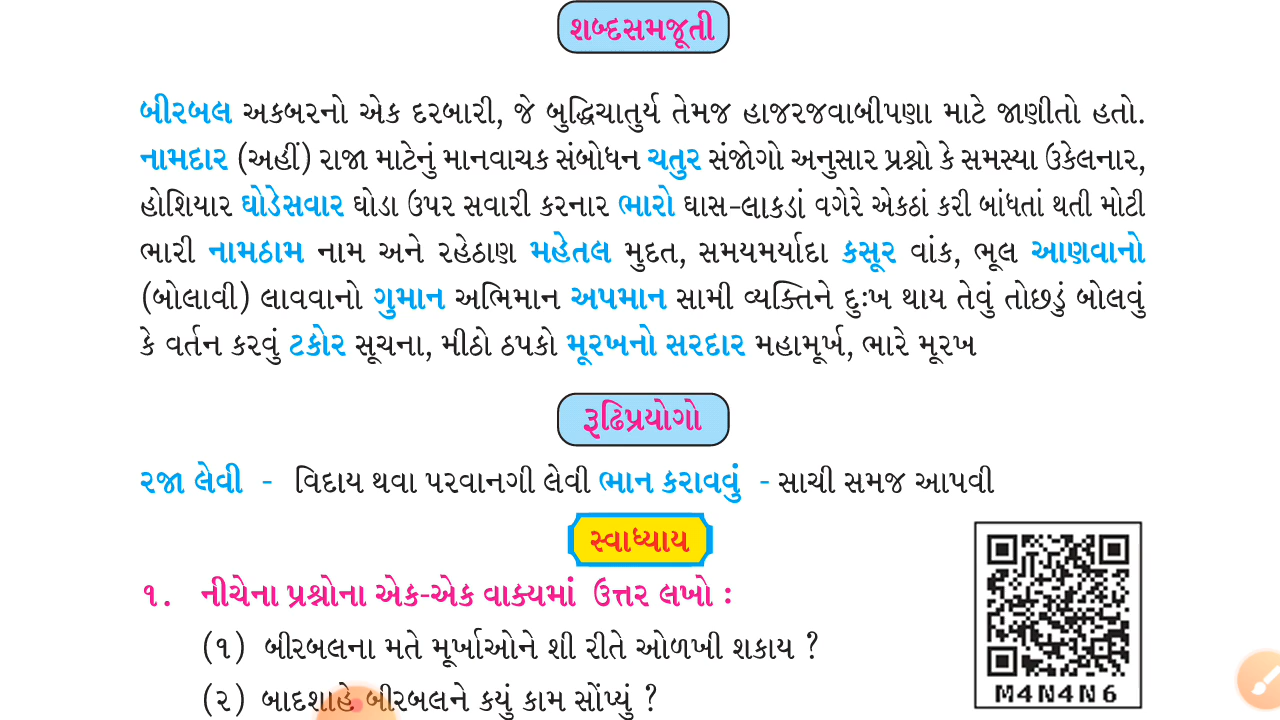 શબ્દસમજૂતી
બીરબલ અકબરનો એક દરબારી, જે બુદ્ધિચાતુર્ય તેમજ હાજરજવાબીપણા માટે જાણીતો હતો.
નામદાર (અહીં) રાજા માટેનું માનવાચક સંબોધન ચતુર સંજોગો અનુસાર પ્રશ્નો કે સમસ્યા ઉકેલનાર,
હોશિયાર ઘોડેસવાર ઘોડા ઉપર સવારી કરનાર ભારો ઘાસ-લાકડાં વગેરે એકઠાં કરી બાંધતાં થતી મોટી
ભારી નામઠામ નામ અને રહેઠાણ મહેતલ મુદત, સમયમર્યાદા કસૂર વાંક, ભૂલ આણવાનો
(બોલાવી) લાવવાનો ગુમાન અભિમાન અપમાન સામી વ્યક્તિને દુઃખ થાય તેવું તોછડું બોલવું
કે વર્તન કરવું ટકોર સૂચના, મીઠો ઠપકો મૂરખનો સરદાર મહામૂર્ખ, ભારે મૂરખ
રૂઢિપ્રયોગો
રજા લેવી - વિદાય થવા પરવાનગી લેવી ભાન કરાવવું - સાચી સમજ આપવી
સ્વાધ્યાય
૧. નીચેના પ્રશ્નોના એક-એક વાક્યમાં ઉત્તર લખો :
(૧) બીરબલના મતે મૂર્ખાઓને શી રીતે ઓળખી શકાય ?
(૨) બાદશાહે બીરબલને કયું કામ સોંપ્યું ?
M4N4N6